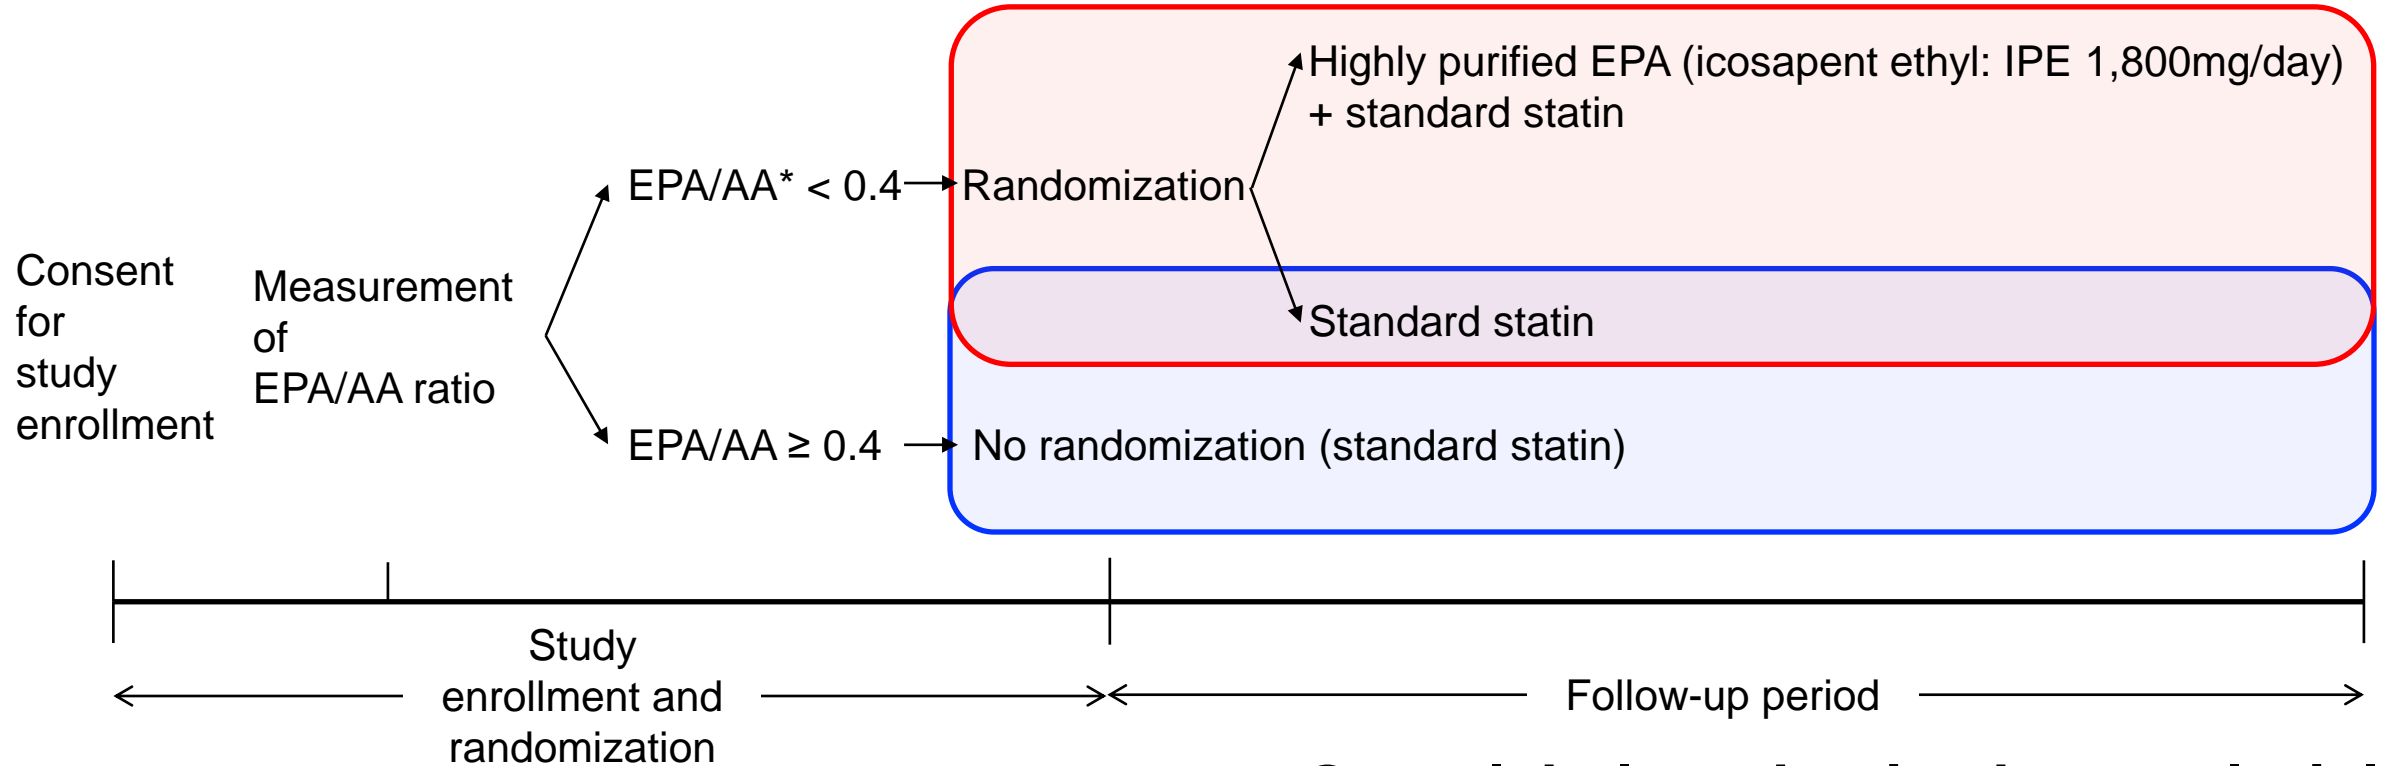 Consent
for
study
enrollment
Measurement
of
EPA/AA ratio
EPA/AA* < 0.4
EPA/AA ≥ 0.4
Randomization
Highly purified EPA (icosapent ethyl: IPE 1,800mg/day)
+ standard statin
Standard statin
No randomization (standard statin)
Study
enrollment and
randomization
Follow-up period